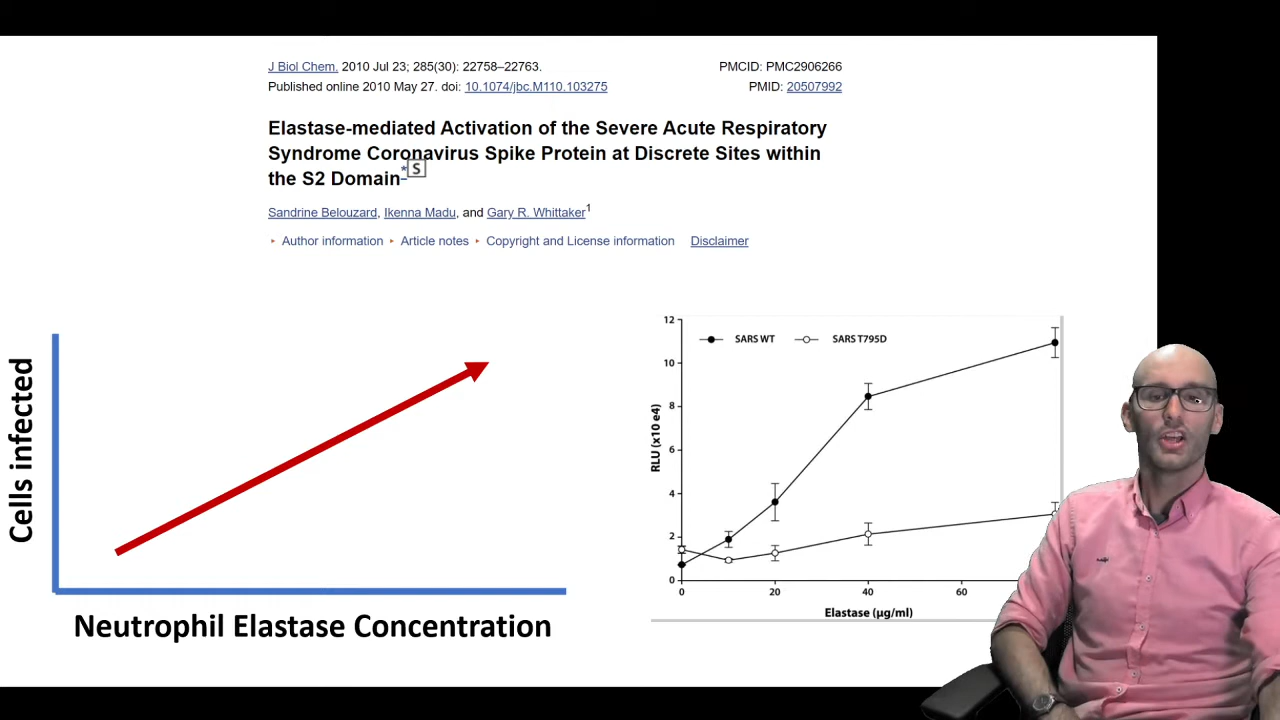 J Biol Chem. 2010 Jul 23; 285(30): 22758–22763.
PMCID: PMC2906266
Published online 2010 May 27. doi: 10.1074/jbc.M110.103275
PMID: 20507992
Elastase-mediated Activation of the Severe Acute Respiratory
Syndrome Coronavirus Spike Protein at Discrete Sites within
the S2 Domain*S
Sandrine Belouzard, Ikenna Madu, and Gary R. Whittaker1
‣ Author information ‣ Article notes ‣ Copyright and License information Disclaimer
Cells infected
Neutrophil Elastase Concentration
SARS WT SARS T795D
RLU (x10 e4)
12
10
8
6
4
2
0
0 20 40 60
Elastase (µg/ml)